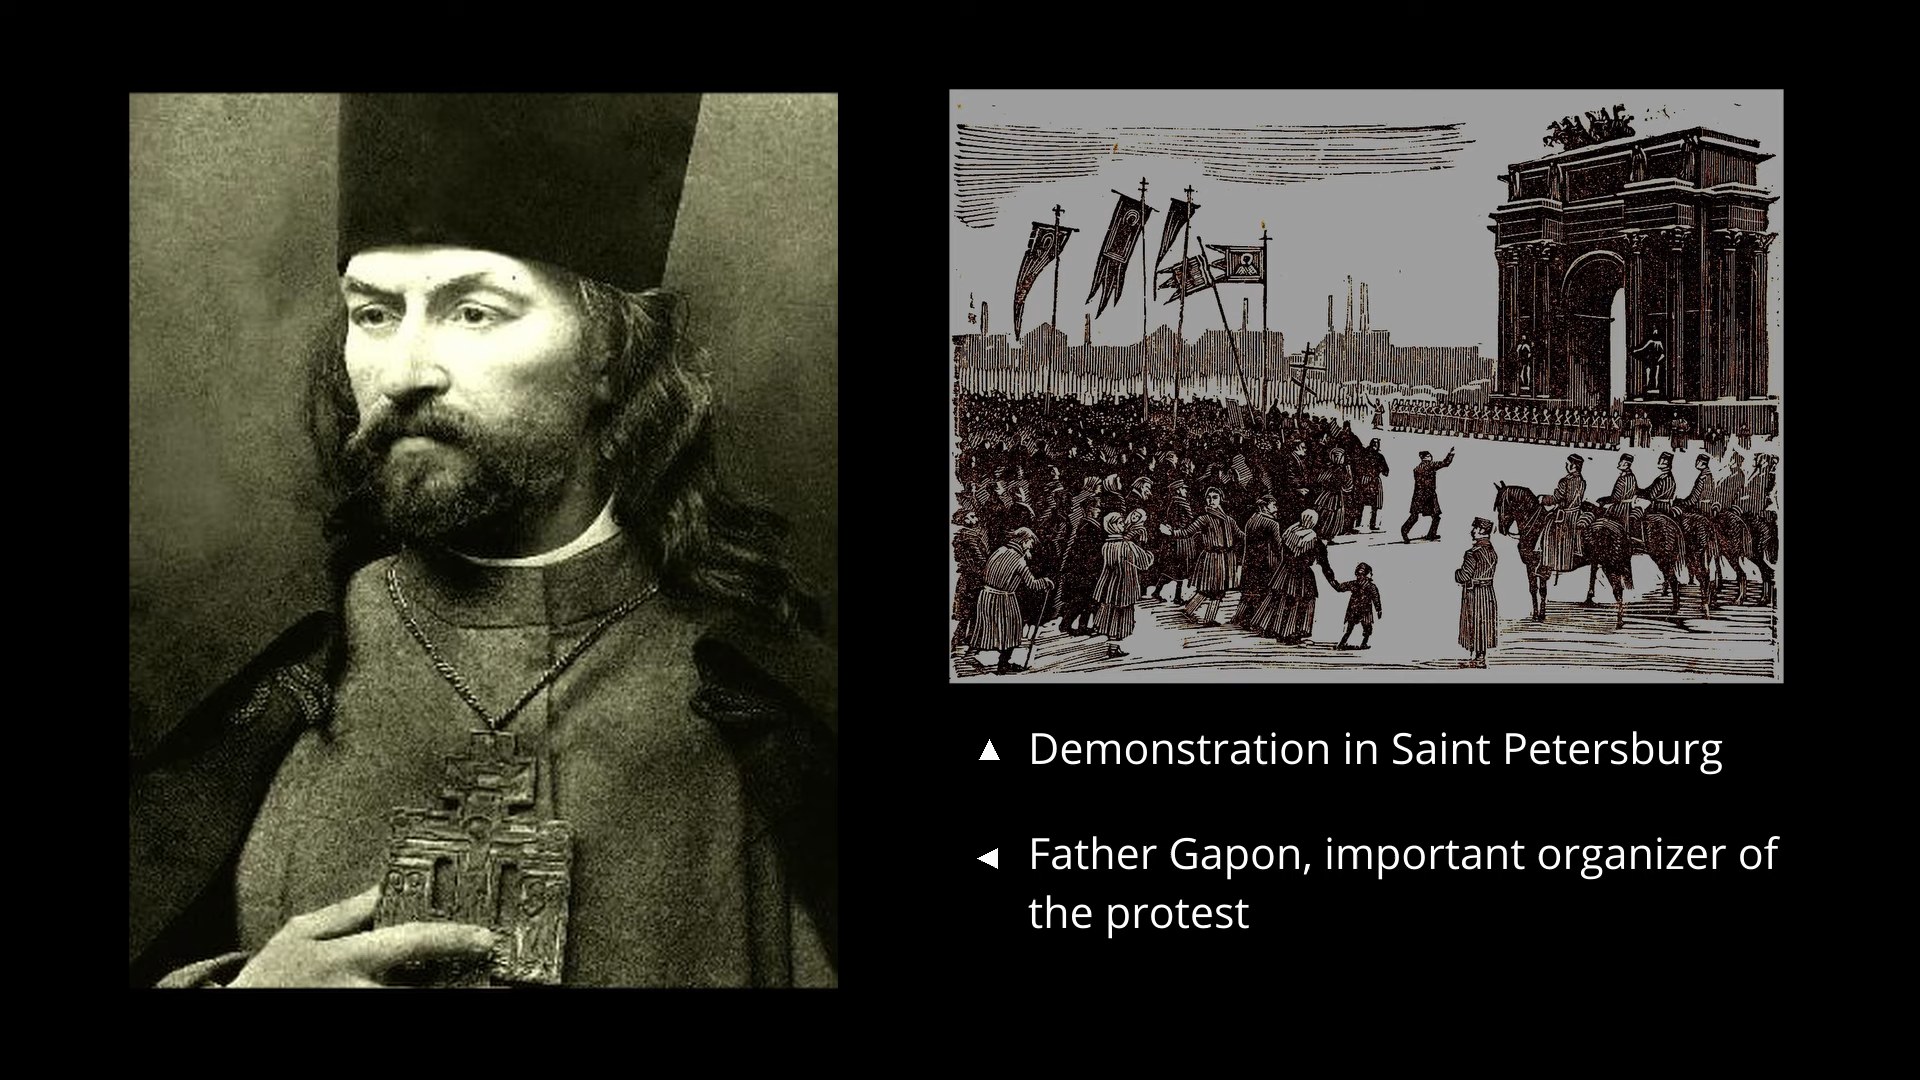 Demonstration in Saint Petersburg
Father Gapon, important organizer of
the protest